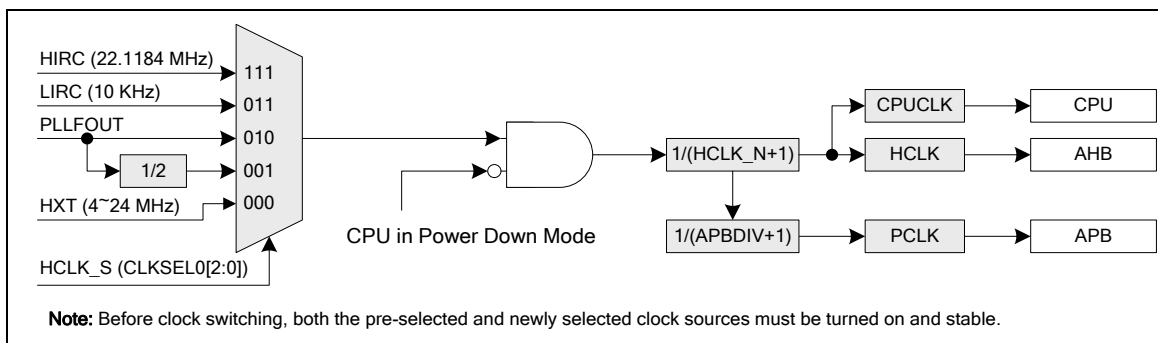 HIRC (22.1184 MHz)
111
LIRC (10 KHz)
011
PLLFOUT
010
1/2
001
HXT (4~24 MHz)
000
HCLK_S (CLKSEL0[2:0])
CPU in Power Down Mode
1/(HCLK_N+1)
1/(APBDIV+1)
CPUCLK
CPU
HCLK
AHB
PCLK
APB
Note: Before clock switching, both the pre-selected and newly selected clock sources must be turned on and stable.